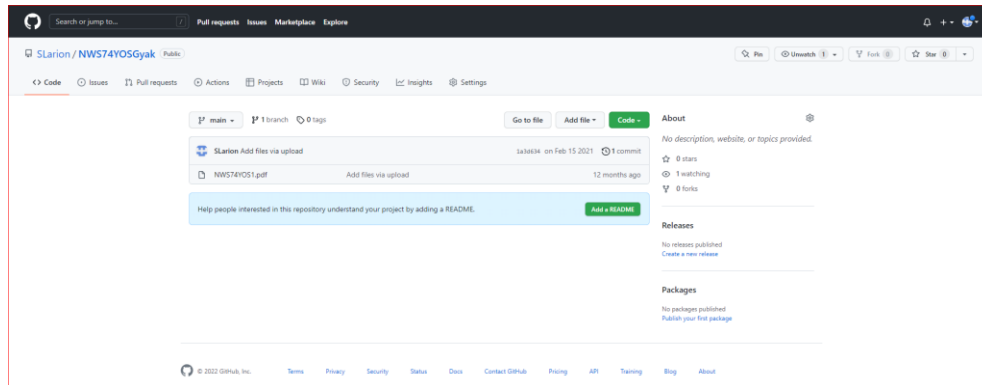 Search or jump to... / Pull requests Issues Marketplace Explore
SLarion / NWS74YOSGyak Public
Pin Unwatch 1 Fork 0 Star 0
<> Code Issues Pull requests Actions Projects Wiki Security Insights Settings
main 1 branch 0 tags Go to file Add file Code
SLarion Add files via upload 1a3d634 on Feb 15 2021 1 commit
NWS74YOS1.pdf Add files via upload 12 months ago
Help people interested in this repository understand your project by adding a README. Add a README
About
No description, website, or topics provided.
0 stars
1 watching
0 forks
Releases
No releases published
Create a new release
Packages
No packages published
Publish your first package
© 2022 GitHub, Inc. Terms Privacy Security Status Docs Contact GitHub Pricing API Training Blog About